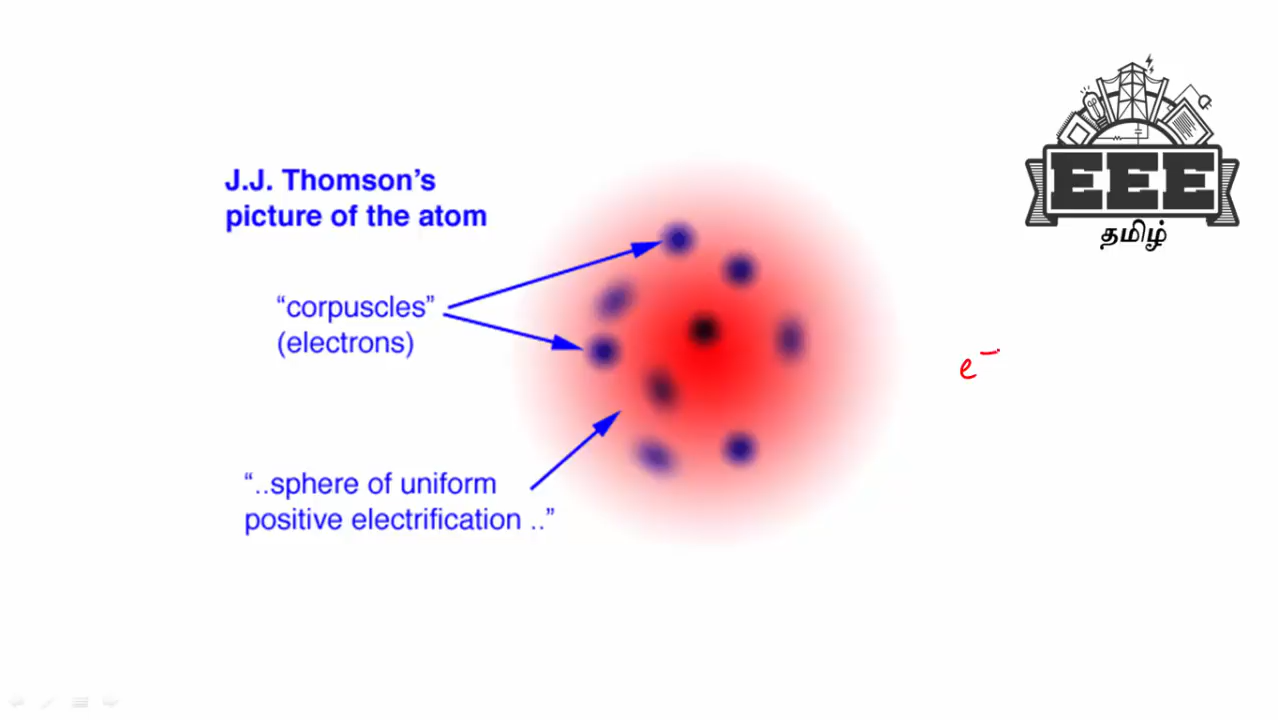 J.J. Thomson’s
picture of the atom
“corpuscles”
(electrons)
“..sphere of uniform
positive electrification ..”
e⁻
EEE
தமிழ்